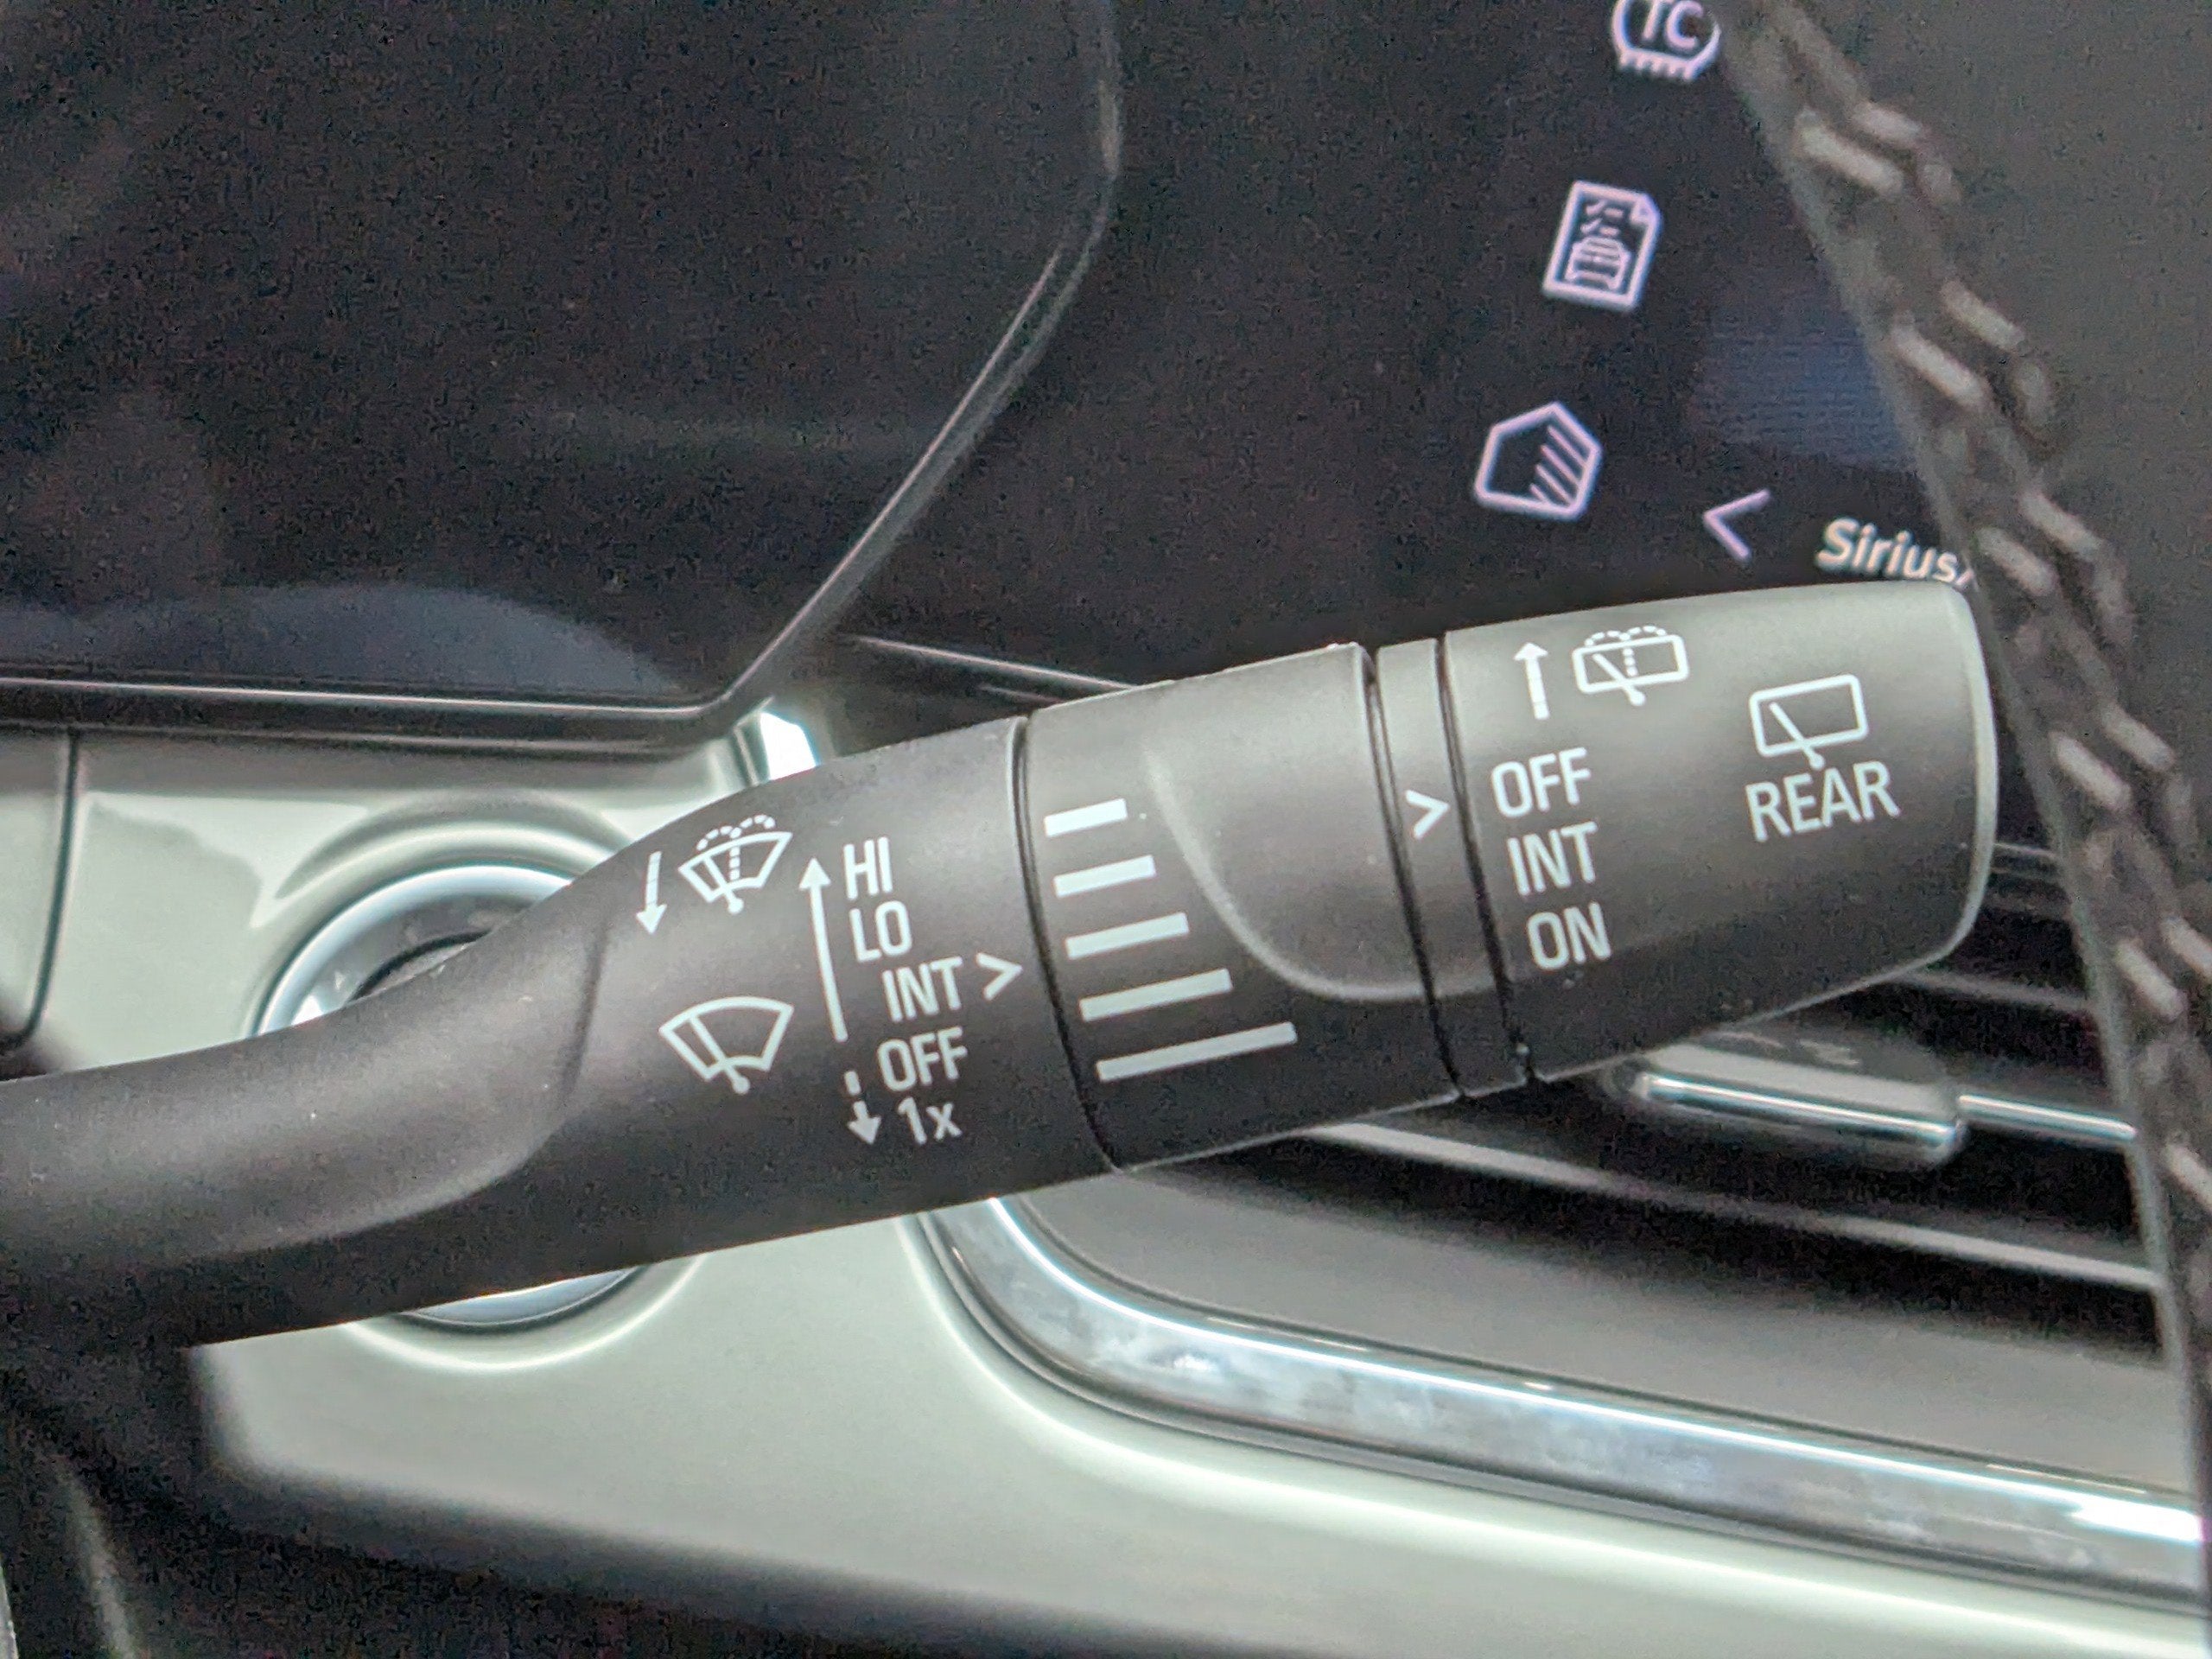 TC
Sirius
HI
LO
INT >
OFF
1x
>
OFF
INT
ON
REAR